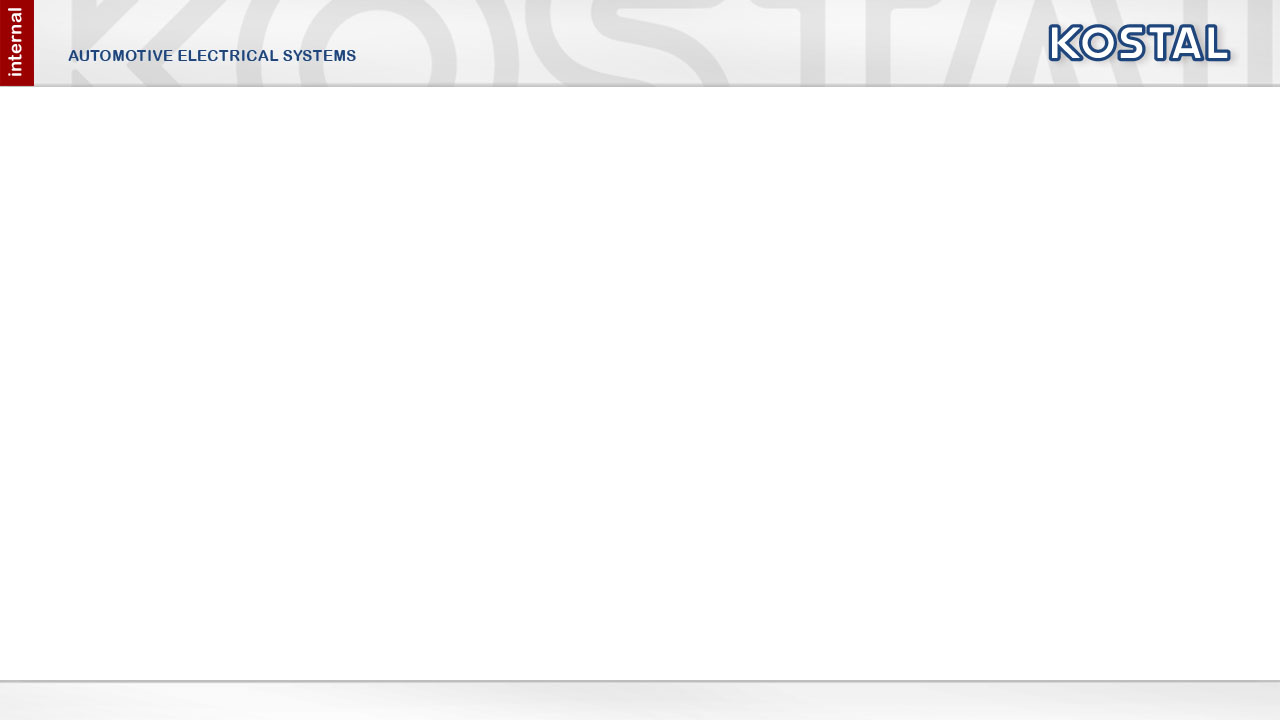 internal
AUTOMOTIVE ELECTRICAL SYSTEMS
KOSTAL